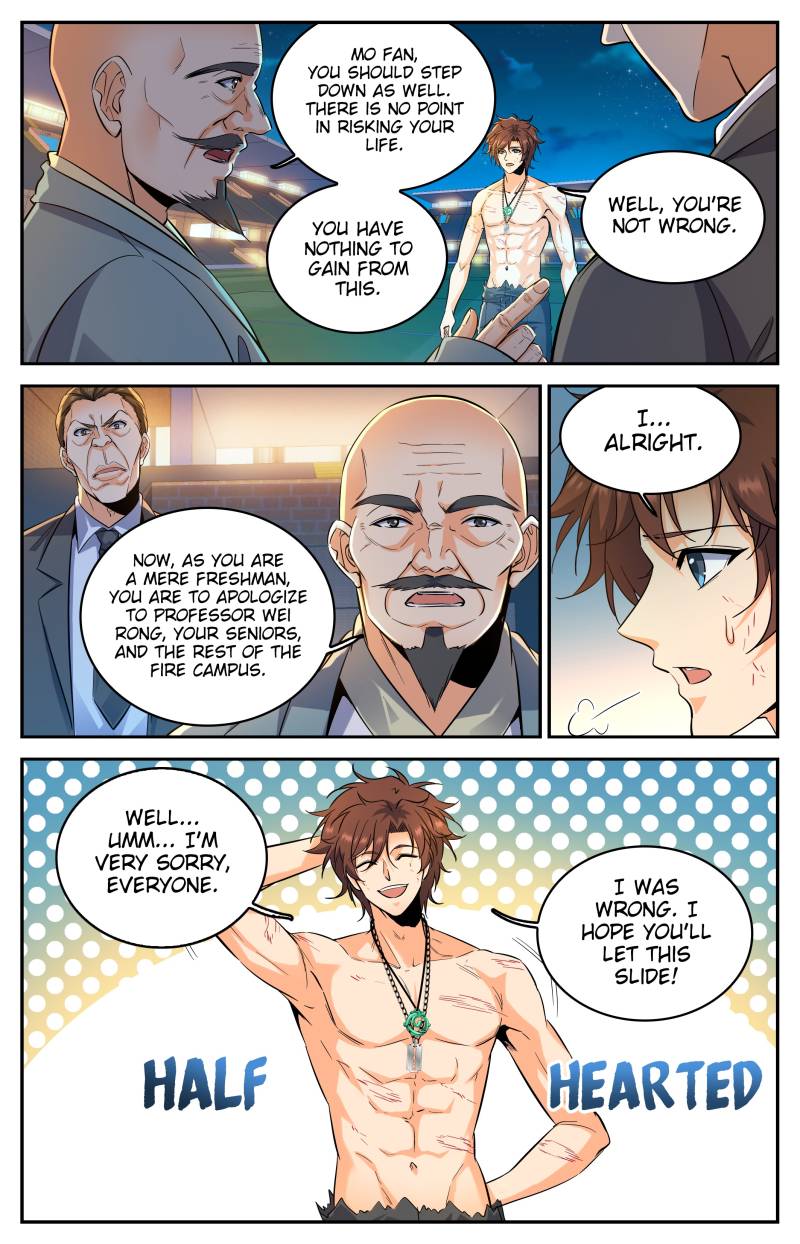 MO FAN,
YOU SHOULD STEP
DOWN AS WELL.
THERE IS NO POINT
IN RISKING YOUR
LIFE.
YOU HAVE
NOTHING TO
GAIN FROM
THIS.
WELL, YOU'RE
NOT WRONG.
NOW, AS YOU ARE
A MERE FRESHMAN,
YOU ARE TO APOLOGIZE
TO PROFESSOR WEI
RONG, YOUR SENIORS,
AND THE REST OF THE
FIRE CAMPUS.
I...
ALRIGHT.
WELL...
UMM... I'M
VERY SORRY,
EVERYONE.
I WAS
WRONG. I
HOPE YOU'LL
LET THIS
SLIDE!
HALF HEARTED